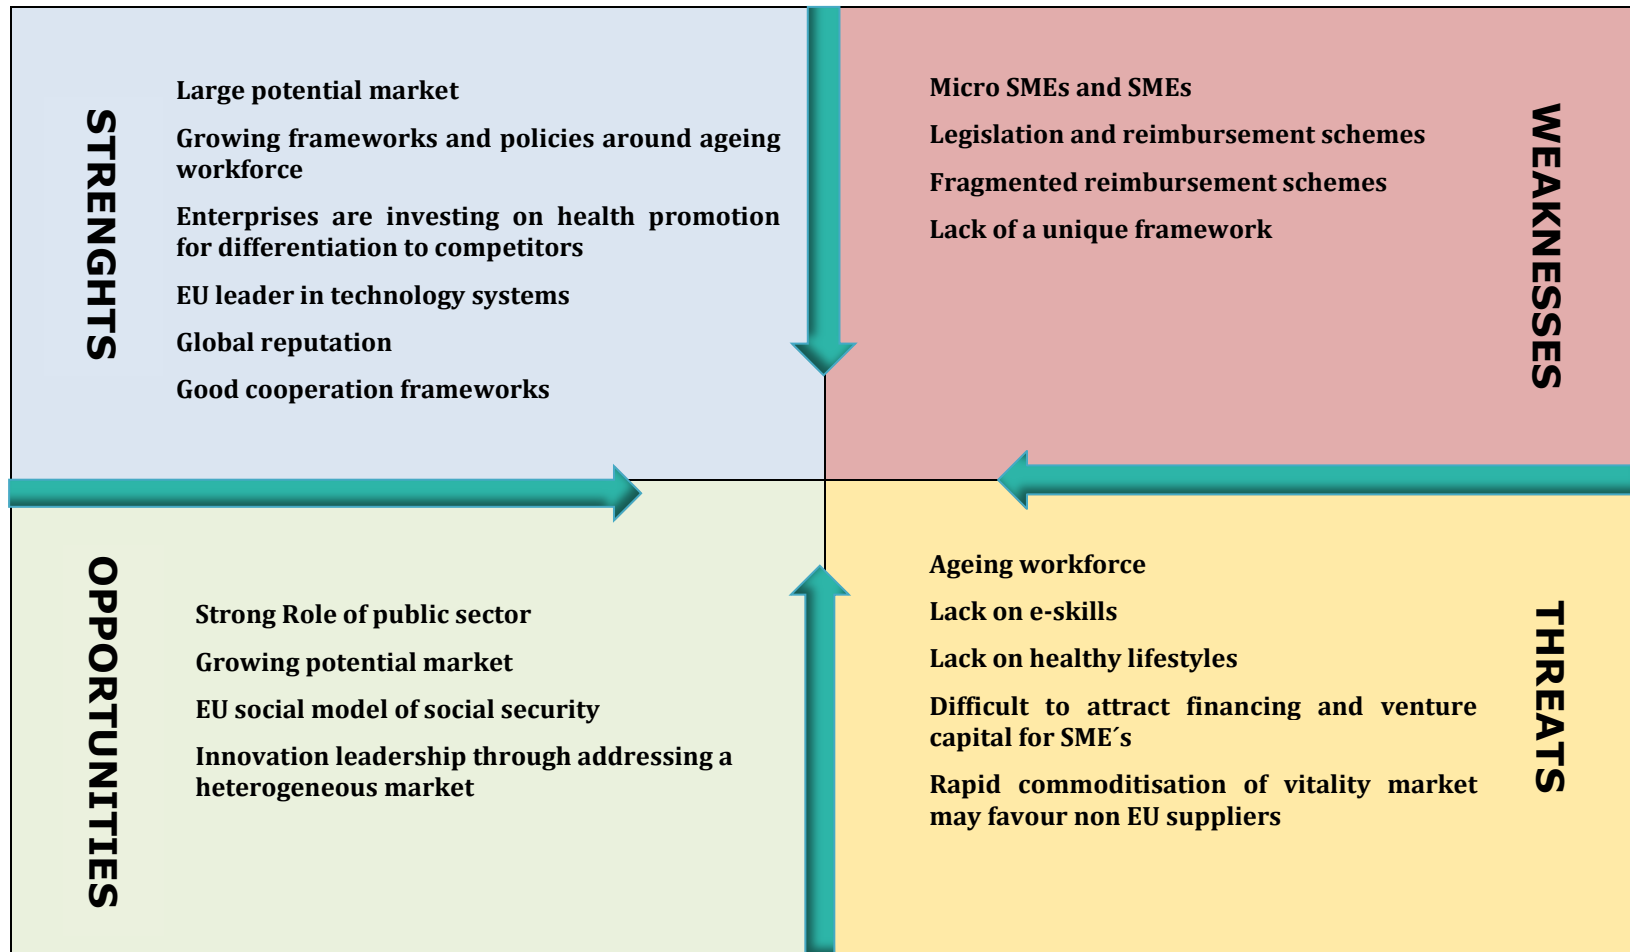 STRENGHTS
Large potential market
Growing frameworks and policies around ageing
workforce
Enterprises are investing on health promotion
for differentiation to competitors
EU leader in technology systems
Global reputation
Good cooperation frameworks
WEAKNESSES
Micro SMEs and SMEs
Legislation and reimbursement schemes
Fragmented reimbursement schemes
Lack of a unique framework
OPPORTUNITIES
Strong Role of public sector
Growing potential market
EU social model of social security
Innovation leadership through addressing a
heterogeneous market
THREATS
Ageing workforce
Lack on e-skills
Lack on healthy lifestyles
Difficult to attract financing and venture
capital for SME´s
Rapid commoditisation of vitality market
may favour non EU suppliers